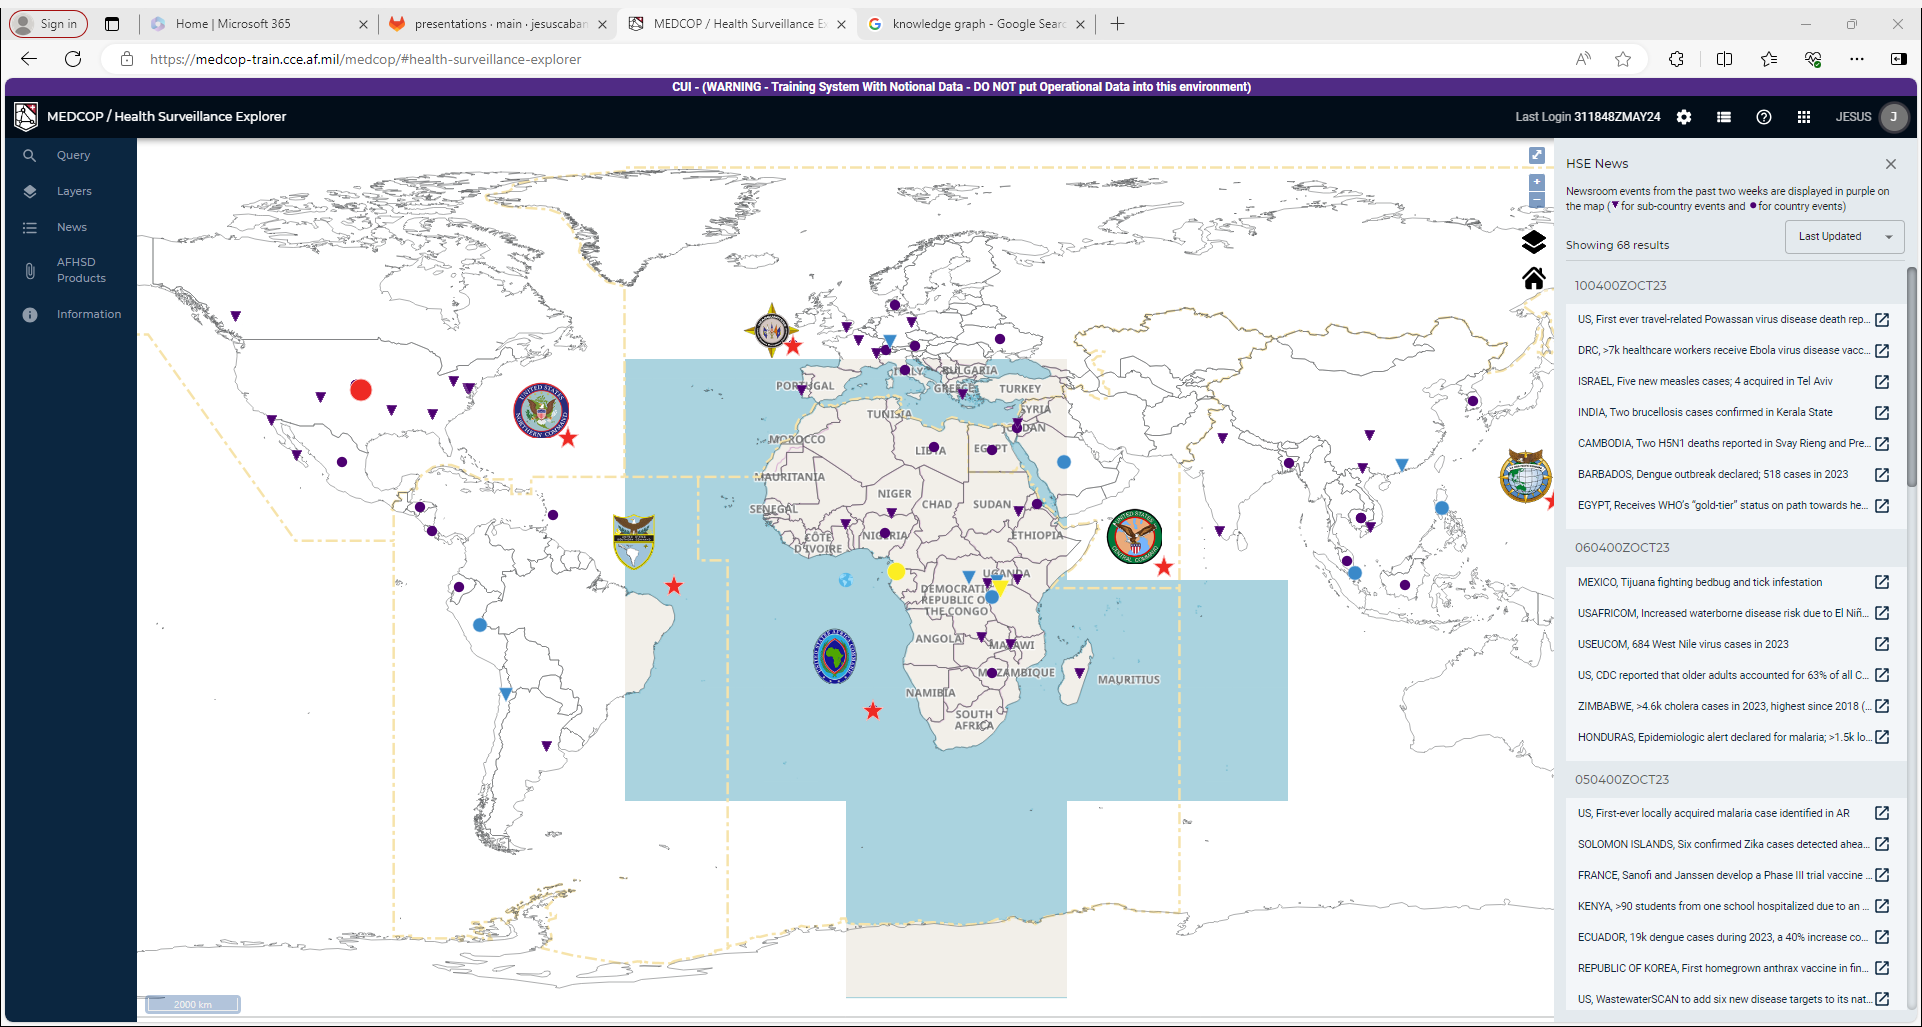 Sign in
Home | Microsoft 365
presentations · main · jesuscaban
MEDCOP / Health Surveillance Ex
knowledge graph - Google Searc
https://medcop-train.cce.af.mil/medcop/#health-surveillance-explorer
CUI - (WARNING - Training System With Notional Data - DO NOT put Operational Data into this environment)
MEDCOP / Health Surveillance Explorer
Last Login 311848ZMAY24
JESUS
J
Query
Layers
News
AFHSD
Products
Information
PORTUGAL
ITALY
BULGARIA
GREECE
TURKEY
TUNISIA
SYRIA
JORDAN
MOROCCO
LIBYA
EGYPT
MAURITANIA
NIGER
CHAD
SUDAN
SENEGAL
CÔTE
D'IVOIRE
NIGERIA
ETHIOPIA
UGANDA
DEMOCRATIC
REPUBLIC OF
THE CONGO
ANGOLA
MALAWI
MOZAMBIQUE
MAURITIUS
NAMIBIA
SOUTH
AFRICA
2000 km
HSE News
Newsroom events from the past two weeks are displayed in purple on
the map ( for sub-country events and for country events)
Showing 68 results
Last Updated
100400ZOCT23
US, First ever travel-related Powassan virus disease death rep...
DRC, >7k healthcare workers receive Ebola virus disease vacc...
ISRAEL, Five new measles cases; 4 acquired in Tel Aviv
INDIA, Two brucellosis cases confirmed in Kerala State
CAMBODIA, Two H5N1 deaths reported in Svay Rieng and Pre...
BARBADOS, Dengue outbreak declared; 518 cases in 2023
EGYPT, Receives WHO's "gold-tier" status on path towards he...
060400ZOCT23
MEXICO, Tijuana fighting bedbug and tick infestation
USAFRICOM, Increased waterborne disease risk due to El Niñ...
USEUCOM, 684 West Nile virus cases in 2023
US, CDC reported that older adults accounted for 63% of all C...
ZIMBABWE, >4.6k cholera cases in 2023, highest since 2018 (...
HONDURAS, Epidemiologic alert declared for malaria; >1.5k lo...
050400ZOCT23
US, First-ever locally acquired malaria case identified in AR
SOLOMON ISLANDS, Six confirmed Zika cases detected ahea...
FRANCE, Sanofi and Janssen develop a Phase III trial vaccine ...
KENYA, >90 students from one school hospitalized due to an ...
ECUADOR, 19k dengue cases during 2023, a 40% increase co...
REPUBLIC OF KOREA, First homegrown anthrax vaccine in fin...
US, WastewaterSCAN to add six new disease targets to its nat...